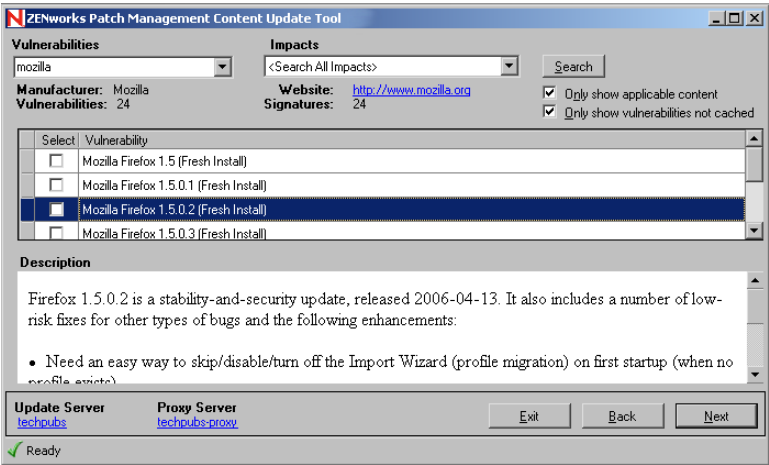 ZENworks Patch Management Content Update Tool
Vulnerabilities
Impacts
mozilla
<Search All Impacts>
Search
Manufacturer: Mozilla
Vulnerabilities: 24
Website: http://www.mozilla.org
Signatures: 24
Only show applicable content
Only show vulnerabilities not cached
Select Vulnerability
Mozilla Firefox 1.5 (Fresh Install)
Mozilla Firefox 1.5.0.1 (Fresh Install)
Mozilla Firefox 1.5.0.2 (Fresh Install)
Mozilla Firefox 1.5.0.3 (Fresh Install)
Description
Firefox 1.5.0.2 is a stability-and-security update, released 2006-04-13. It also includes a number of low-
risk fixes for other types of bugs and the following enhancements:
• Need an easy way to skip/disable/turn off the Import Wizard (profile migration) on first startup (when no
profile exists)
Update Server
Proxy Server
techpubs
techpubs-proxy
Exit
Back
Next
Ready